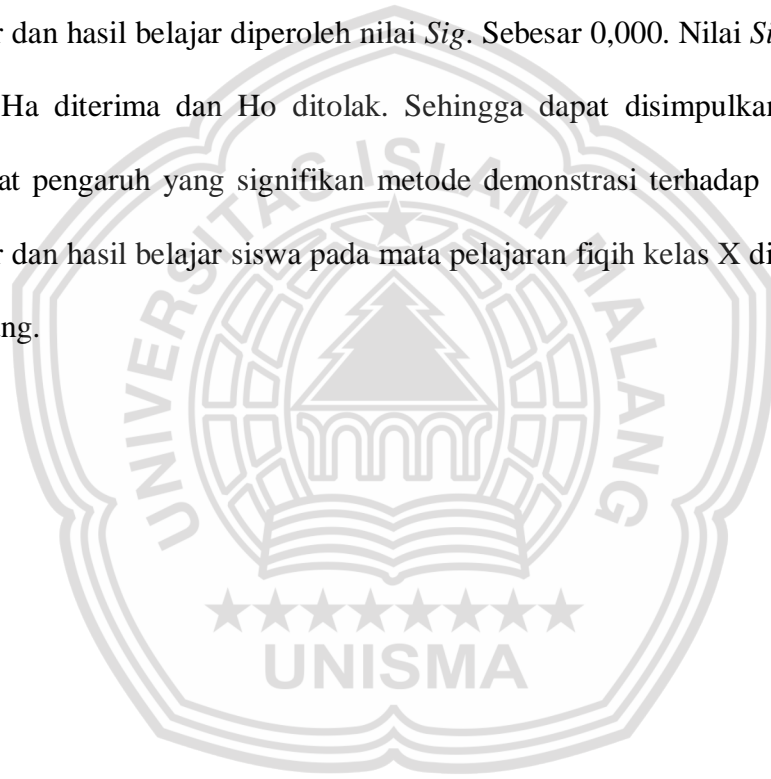 r dan hasil belajar diperoleh nilai Sig. Sebesar 0,000. Nilai Si
Ha diterima dan Ho ditolak. Sehingga dapat disimpulkan
at pengaruh yang signifikan metode demonstrasi terhadap
r dan hasil belajar siswa pada mata pelajaran fiqih kelas X di
ng.
UNIVERSITAS ISLAM MALANG
UNISMA